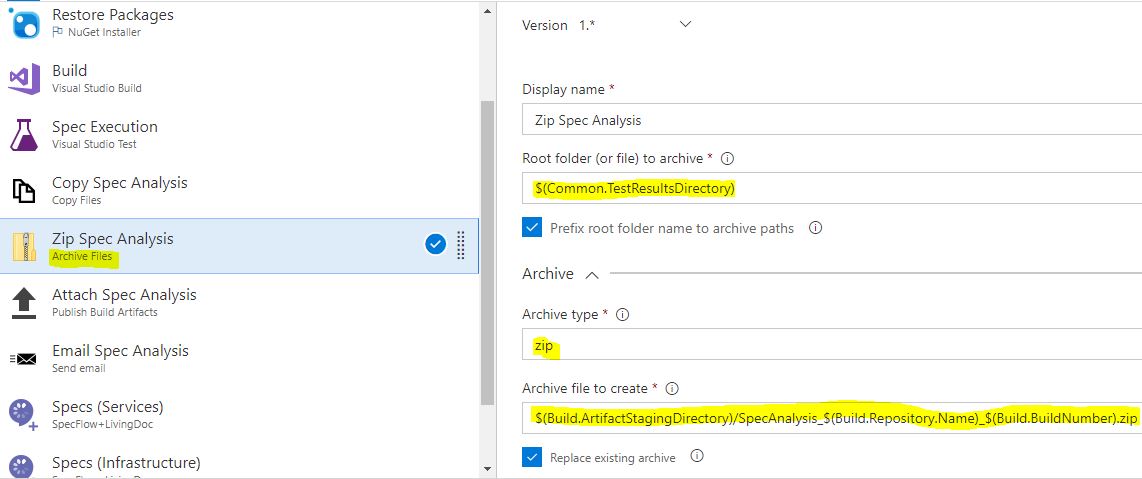 Restore Packages
NuGet Installer
Build
Visual Studio Build
Spec Execution
Visual Studio Test
Copy Spec Analysis
Copy Files
Zip Spec Analysis
Archive Files
Attach Spec Analysis
Publish Build Artifacts
Email Spec Analysis
Send email
Specs (Services)
SpecFlow+LivingDoc
Specs (Infrastructure)
Version 1.*
Display name *
Zip Spec Analysis
Root folder (or file) to archive *
$(Common.TestResultsDirectory)
Prefix root folder name to archive paths
Archive
Archive type *
zip
Archive file to create *
$(Build.ArtifactStagingDirectory)/SpecAnalysis_$(Build.Repository.Name)_$(Build.BuildNumber).zip
Replace existing archive